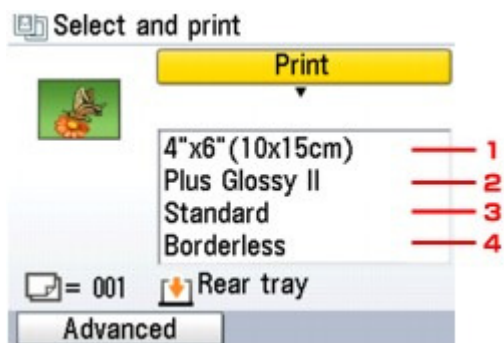 Select and print
Print
4"x6"(10x15cm) 1
Plus Glossy II 2
Standard 3
Borderless 4
= 001 Rear tray
Advanced